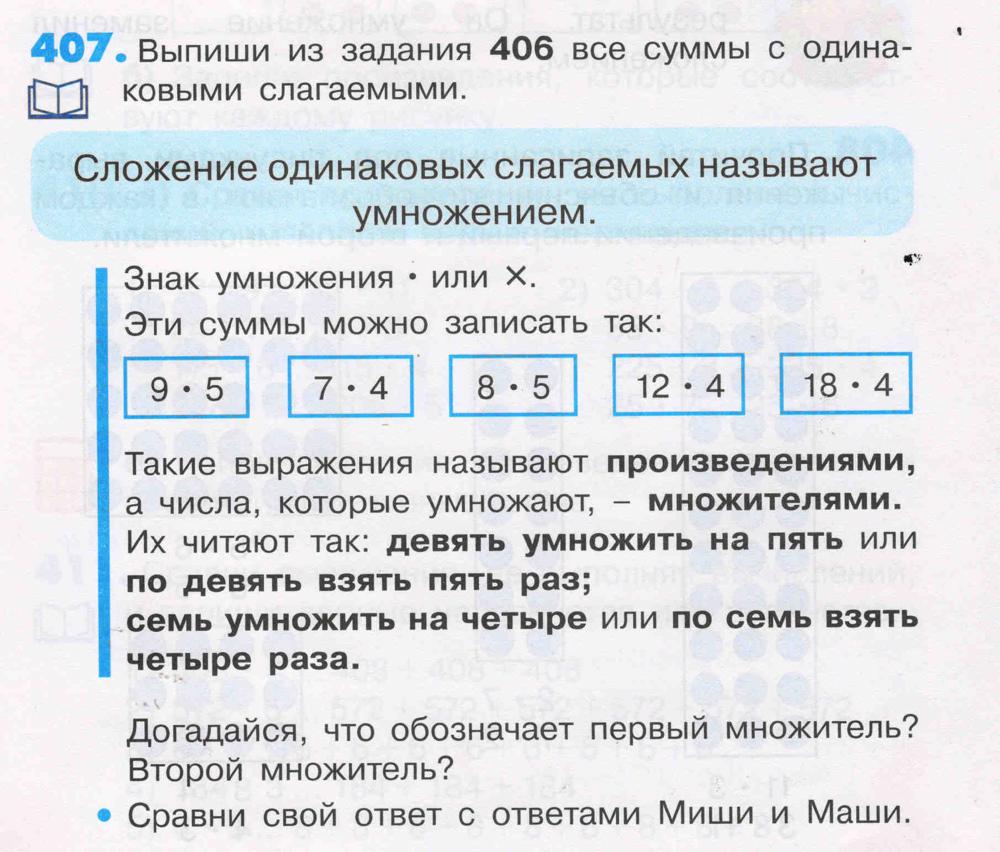 407. Выпиши из задания 406 все суммы с одина-
ковыми слагаемыми.
Сложение одинаковых слагаемых называют
умножением.
Знак умножения · или ×.
Эти суммы можно записать так:
9 · 5 7 · 4 8 · 5 12 · 4 18 · 4
Такие выражения называют произведениями,
а числа, которые умножают, – множителями.
Их читают так: девять умножить на пять или
по девять взять пять раз;
семь умножить на четыре или по семь взять
четыре раза.
Догадайся, что обозначает первый множитель?
Второй множитель?
• Сравни свой ответ с ответами Миши и Маши.